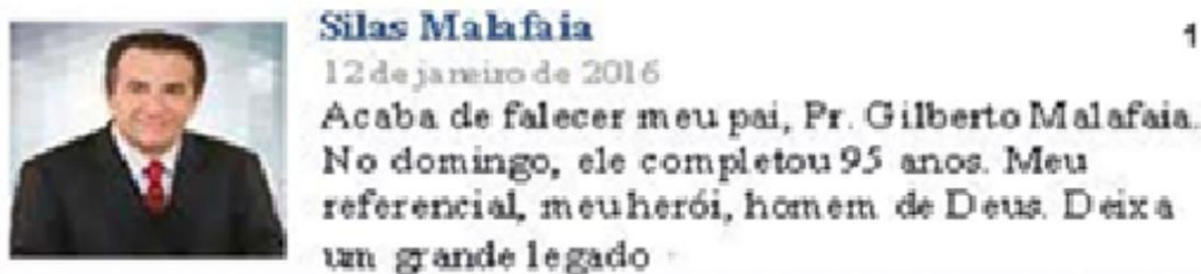 Silas Malafaia
1
12 de janeiro de 2016
Acaba de falecer meu pai, Pr. Gilberto Malafaia.
No domingo, ele completou 95 anos. Meu
referencial, meu herói, homem de Deus. Deixa
um grande legado